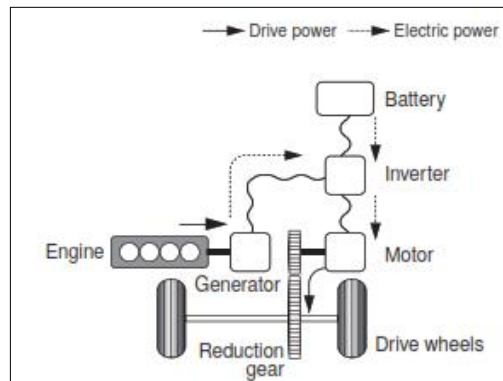 Drive power
Electric power
Battery
Inverter
Engine
Motor
Generator
Reduction
gear
Drive wheels